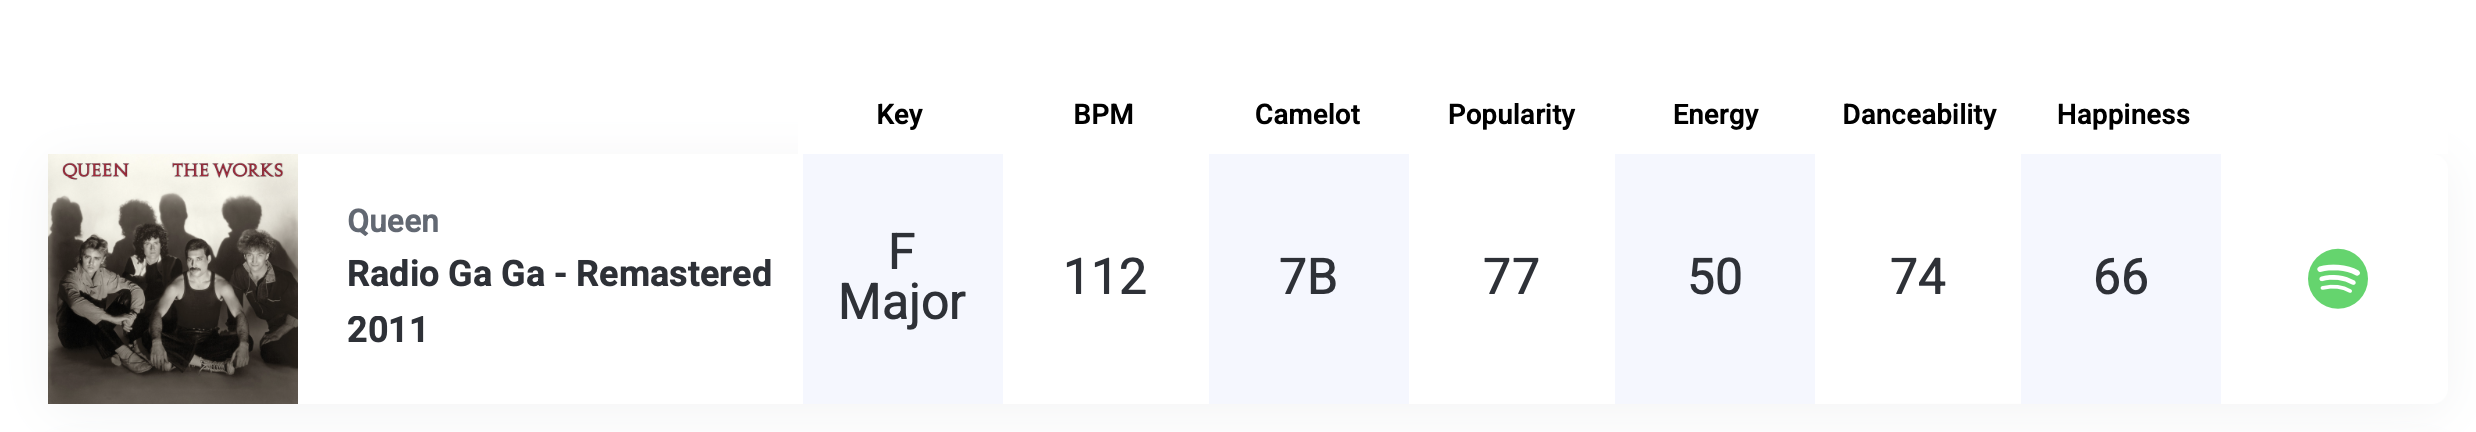 Key BPM Camelot Popularity Energy Danceability Happiness
QUEEN THE WORKS
Queen
Radio Ga Ga - Remastered
2011
F
Major
112
7B
77
50
74
66